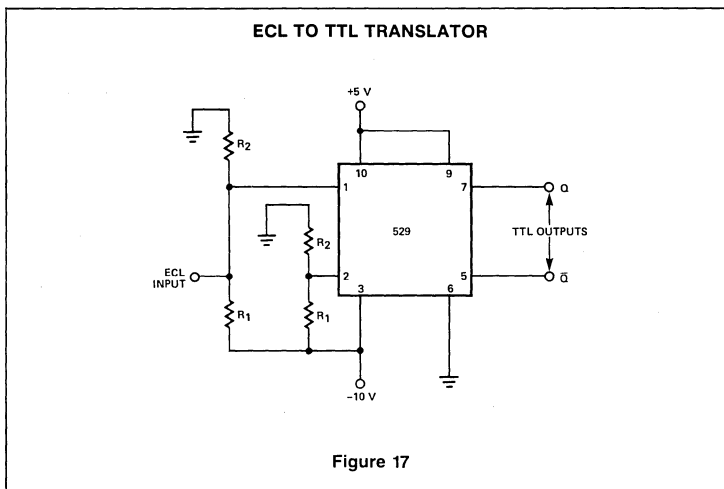 ECL TO TTL TRANSLATOR
+5 V
R2
10
9
1
7
Q
R2
529
TTL OUTPUTS
ECL
INPUT
2
5
Q̅
R1
R1
3
6
–10 V
Figure 17